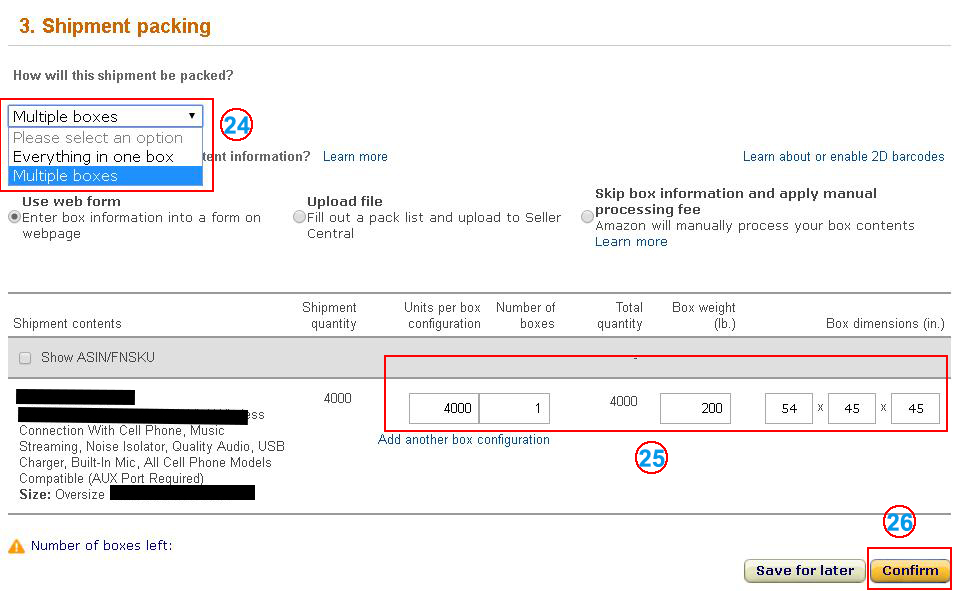 3. Shipment packing
How will this shipment be packed?
Multiple boxes
24
Please select an option
Everything in one box
Multiple boxes
information?
Learn more
Learn about or enable 2D barcodes
Use web form
Enter box information into a form on
webpage
Upload file
Fill out a pack list and upload to Seller
Central
Skip box information and apply manual
processing fee
Amazon will manually process your box contents
Learn more
Shipment contents
Shipment
quantity
Units per box
configuration
Number of
boxes
Total
quantity
Box weight
(lb.)
Box dimensions (in.)
Show ASIN/FNSKU
-
Connection With Cell Phone, Music
Streaming, Noise Isolator, Quality Audio, USB
Charger, Built-In Mic, All Cell Phone Models
Compatible (AUX Port Required)
Size: Oversize
4000
4000
1
4000
200
54 x 45 x 45
Add another box configuration
25
26
Number of boxes left:
Save for later
Confirm